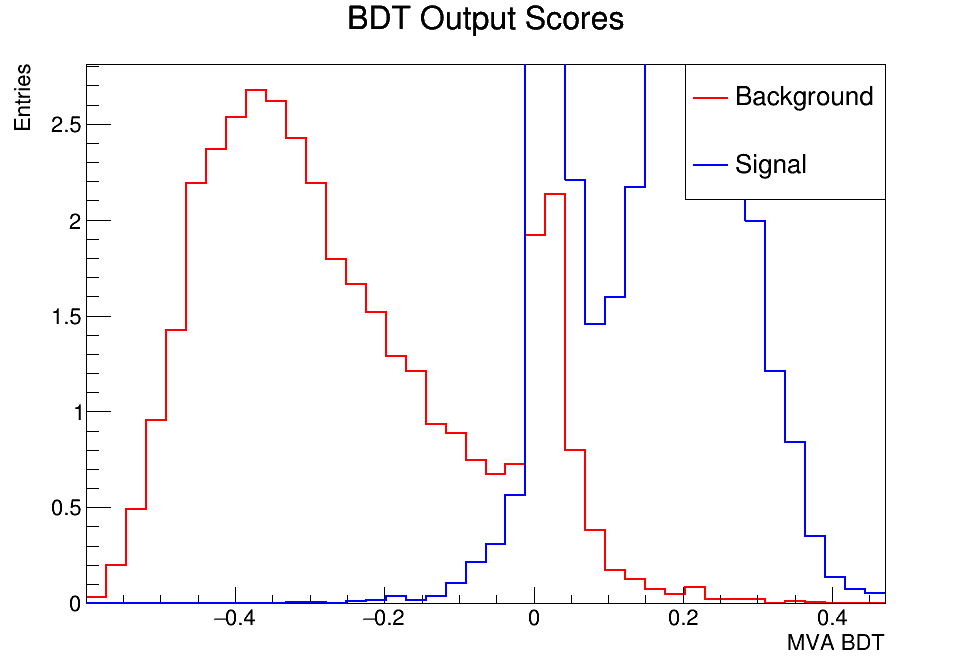 BDT Output Scores
Entries
Background
Signal
2.5
2
1.5
1
0.5
0
−0.4 −0.2 0 0.2 0.4
MVA BDT